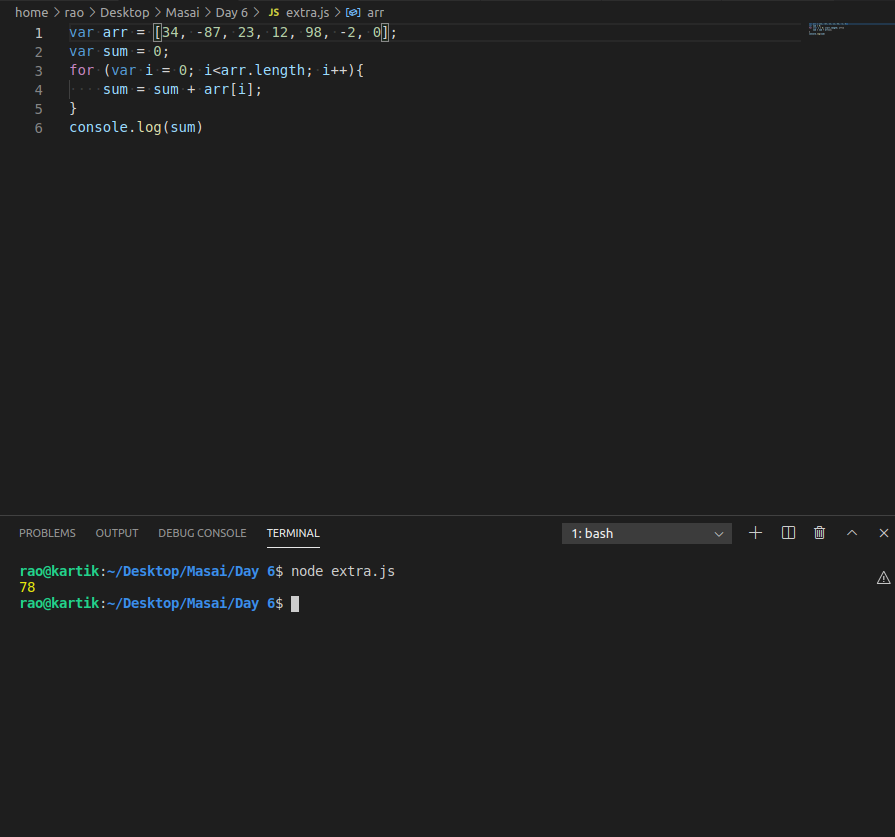 home > rao > Desktop > Masai > Day 6 > JS extra.js > arr
1 var arr = [34, -87, 23, 12, 98, -2, 0];
2 var sum = 0;
3 for (var i = 0; i<arr.length; i++){
4 ····sum = sum + arr[i];
5 }
6 console.log(sum)
PROBLEMS OUTPUT DEBUG CONSOLE TERMINAL 1: bash
rao@kartik:~/Desktop/Masai/Day 6$ node extra.js
78
rao@kartik:~/Desktop/Masai/Day 6$